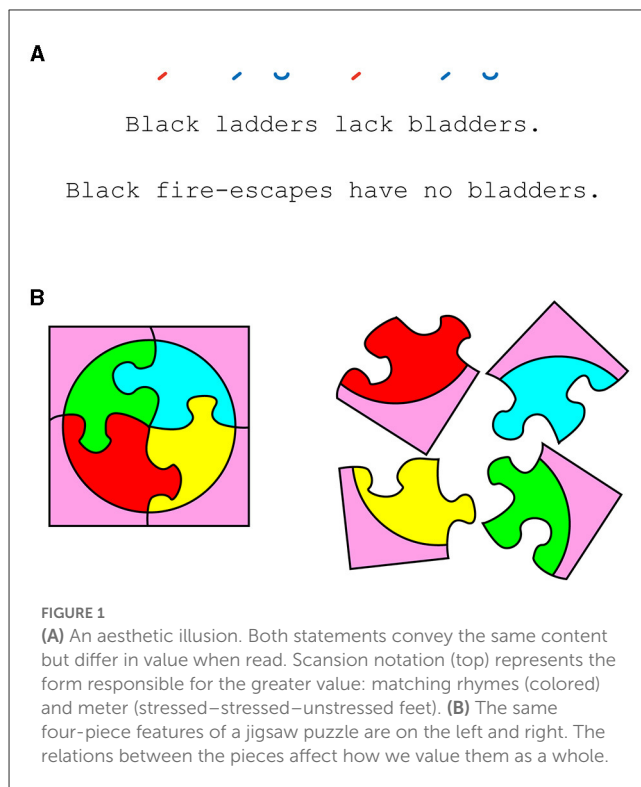 A
Black ladders lack bladders.
Black fire-escapes have no bladders.
B
FIGURE 1
(A) An aesthetic illusion. Both statements convey the same content
but differ in value when read. Scansion notation (top) represents the
form responsible for the greater value: matching rhymes (colored)
and meter (stressed–stressed–unstressed feet). (B) The same
four-piece features of a jigsaw puzzle are on the left and right. The
relations between the pieces affect how we value them as a whole.